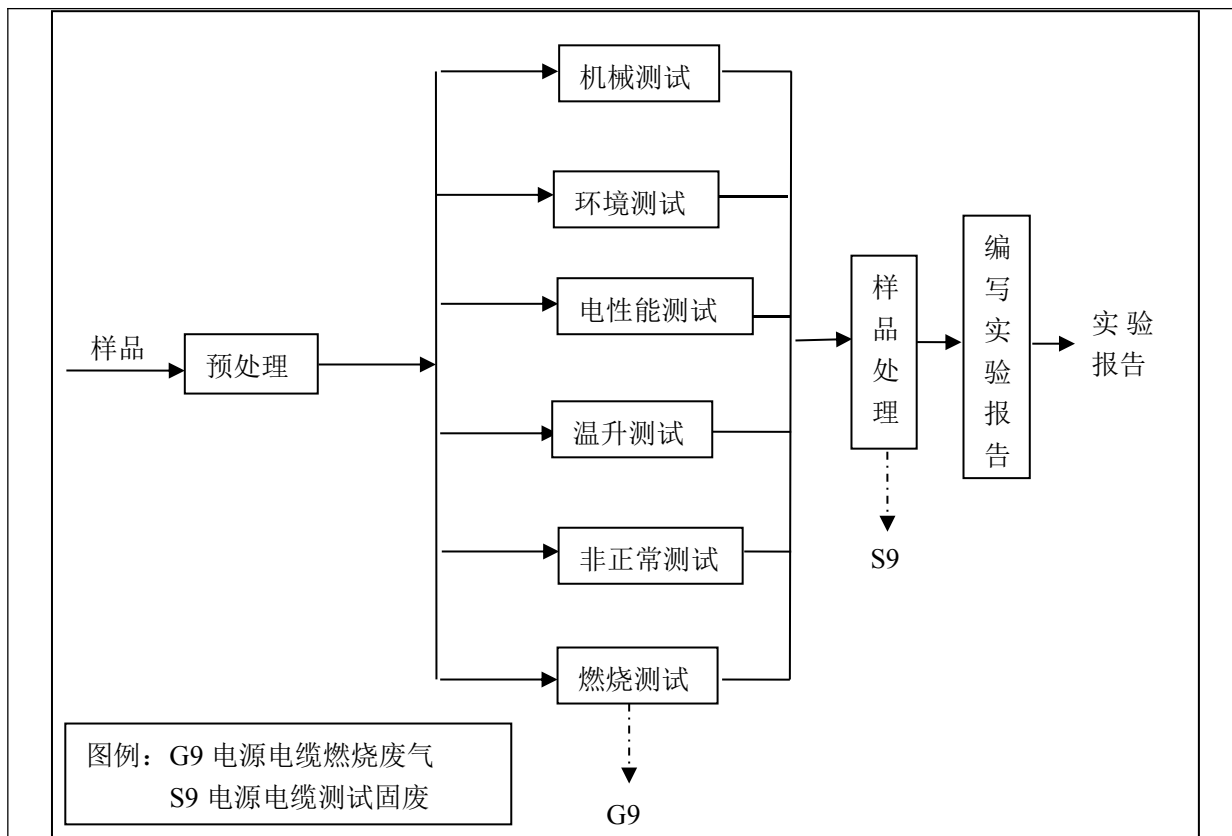 机械测试
环境测试
电性能测试
温升测试
非正常测试
燃烧测试
样品
预处理
样品处理
编写实验报告
实 验
报告
S9
G9
图例：G9 电源电缆燃烧废气
S9 电源电缆测试固废